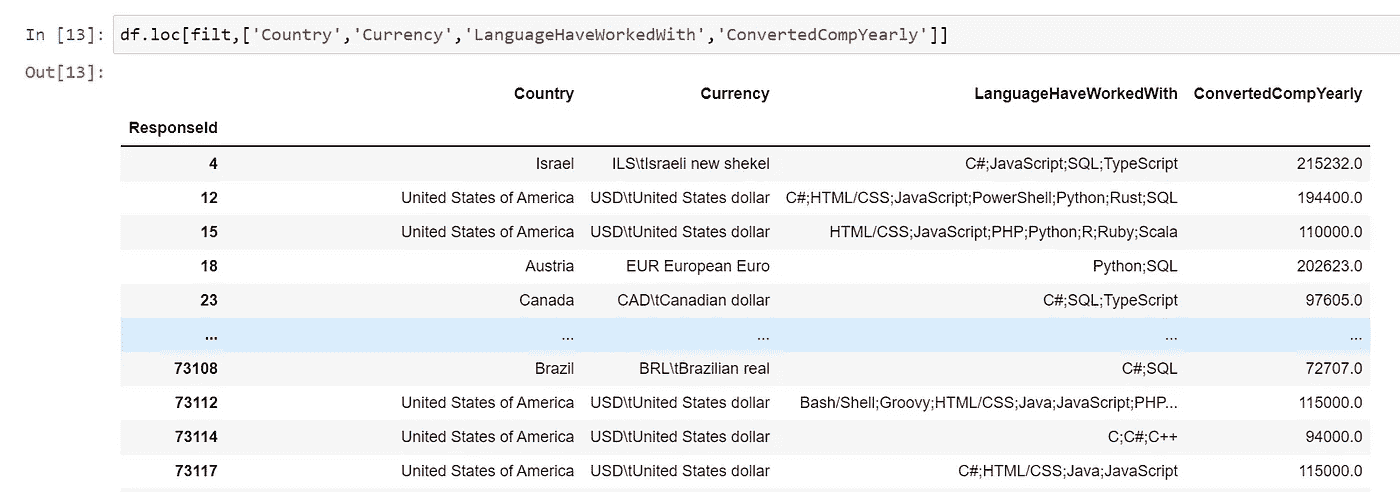 In [13]: df.loc[filt,['Country','Currency','LanguageHaveWorkedWith','ConvertedCompYearly']]
Out[13]:
Country Currency LanguageHaveWorkedWith ConvertedCompYearly
ResponseId
4 Israel ILS\tIsraeli new shekel C#;JavaScript;SQL;TypeScript 215232.0
12 United States of America USD\tUnited States dollar C#;HTML/CSS;JavaScript;PowerShell;Python;Rust;SQL 194400.0
15 United States of America USD\tUnited States dollar HTML/CSS;JavaScript;PHP;Python;R;Ruby;Scala 110000.0
18 Austria EUR European Euro Python;SQL 202623.0
23 Canada CAD\tCanadian dollar C#;SQL;TypeScript 97605.0
... ... ... ... ...
73108 Brazil BRL\tBrazilian real C#;SQL 72707.0
73112 United States of America USD\tUnited States dollar Bash/Shell;Groovy;HTML/CSS;Java;JavaScript;PHP... 115000.0
73114 United States of America USD\tUnited States dollar C;C#;C++ 94000.0
73117 United States of America USD\tUnited States dollar C#;HTML/CSS;Java;JavaScript 115000.0